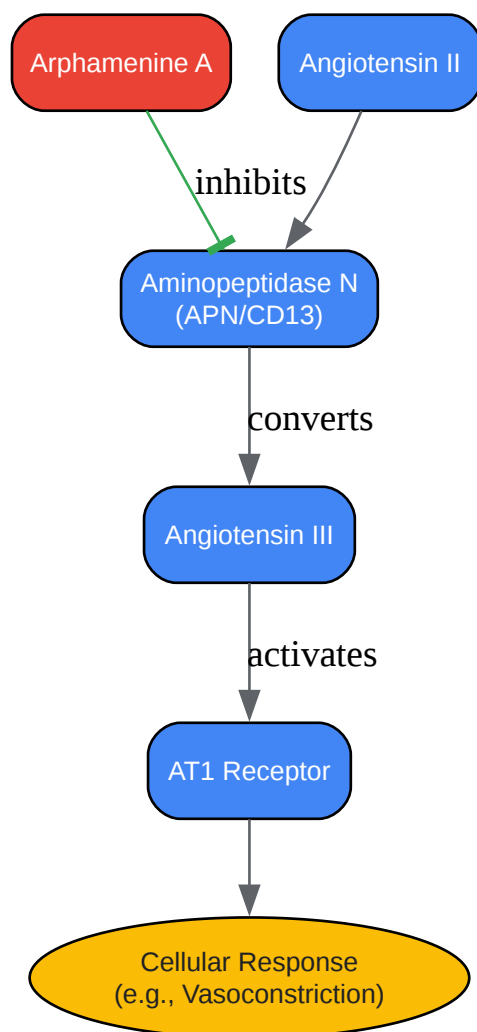 Arphamenine A
Angiotensin II
inhibits
Aminopeptidase N
(APN/CD13)
converts
Angiotensin III
activates
AT1 Receptor
Cellular Response
(e.g., Vasoconstriction)